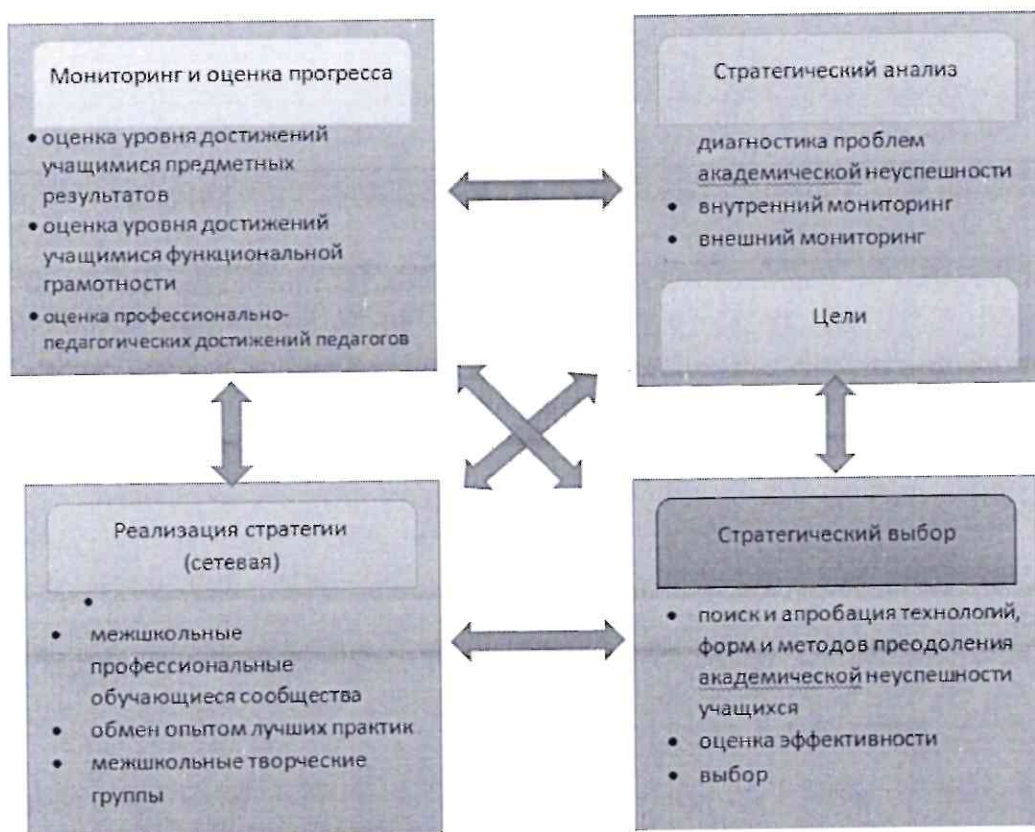 Мониторинг и оценка прогресса
• оценка уровня достижений
учащимися предметных
результатов
• оценка уровня достижений
учащимися функциональной
грамотности
• оценка профессионально-
педагогических достижений педагогов
Стратегический анализ
диагностика проблем
академической неуспешности
• внутренний мониторинг
• внешний мониторинг
Цели
Реализация стратегии
(сетевая)
•
• межшкольные
профессиональные
обучающиеся сообщества
• обмен опытом лучших практик
• межшкольные творческие
группы
Стратегический выбор
• поиск и апробация технологий,
форм и методов преодоления
академической неуспешности
учащихся
• оценка эффективности
• выбор